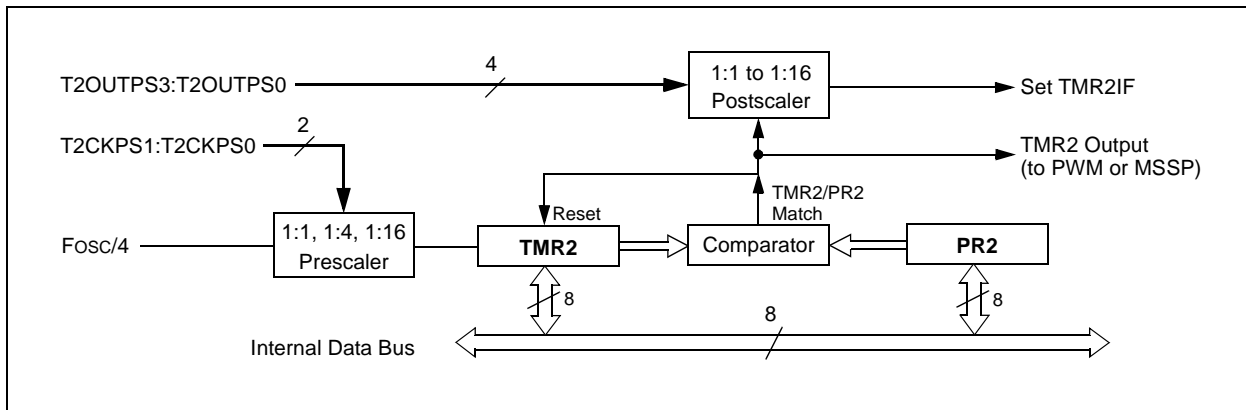 4
1:1 to 1:16
Postscaler
T2OUTPS3:T2OUTPS0
Set TMR2IF
2
T2CKPS1:T2CKPS0
TMR2 Output
(to PWM or MSSP)
TMR2/PR2
Match
Reset
1:1, 1:4, 1:16
Prescaler
FOSC/4
TMR2
Comparator
PR2
8
8
8
Internal Data Bus